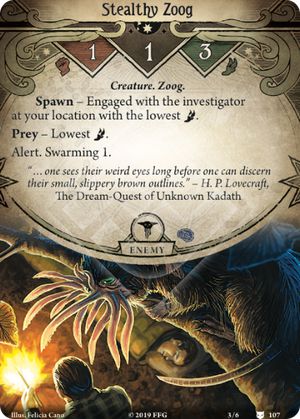 Stealthy Zoog
1 1 3
Creature. Zoog.
Spawn – Engaged with the investigator
at your location with the lowest .
Prey – Lowest .
Alert. Swarming 1.
“… one sees their weird eyes long before one can discern
their small, slippery brown outlines.” – H. P. Lovecraft,
The Dream-Quest of Unknown Kadath
ENEMY
Illus. Felicia Cano
© 2019 FFG
3/6
107